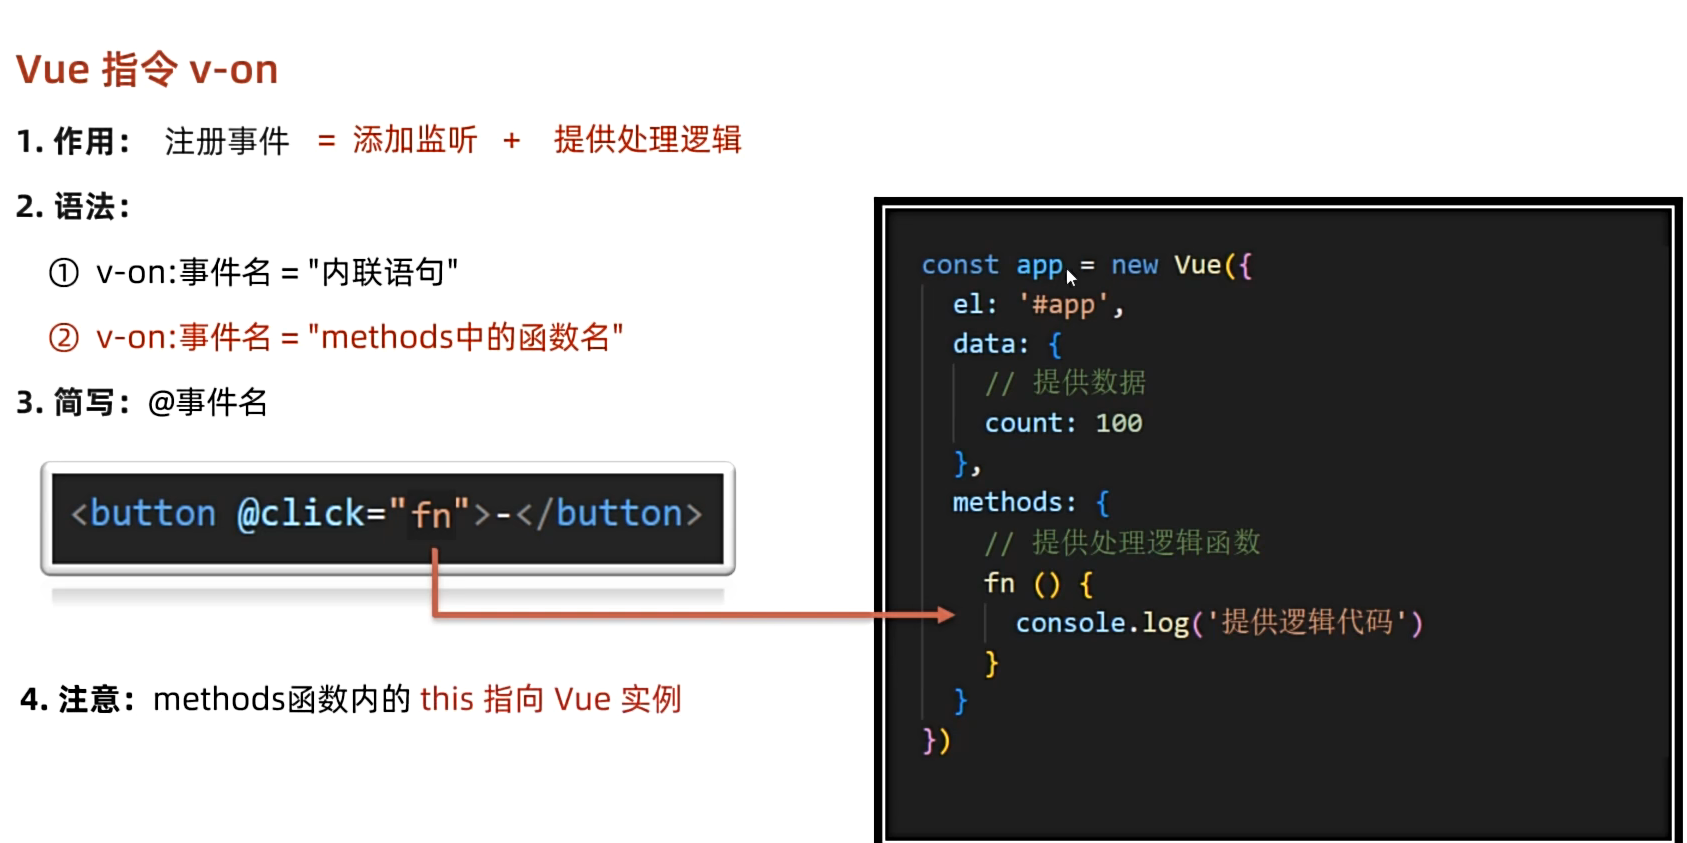 Vue 指令 v-on
1. 作用： 注册事件 = 添加监听 + 提供处理逻辑
2. 语法：
① v-on:事件名 = "内联语句"
② v-on:事件名 = "methods中的函数名"
3. 简写：@事件名
<button @click="fn">-</button>
4. 注意：methods函数内的 this 指向 Vue 实例
const app = new Vue({
el: '#app',
data: {
// 提供数据
count: 100
},
methods: {
// 提供处理逻辑函数
fn () {
console.log('提供逻辑代码')
}
}
})